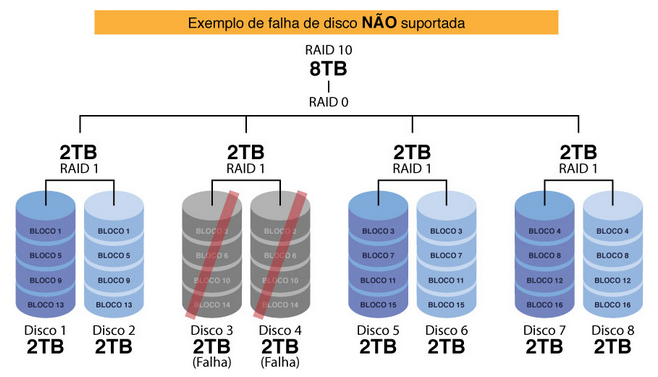 Exemplo de falha de disco NÃO suportada
RAID 10
8TB
RAID 0
2TB 2TB 2TB 2TB
RAID 1 RAID 1 RAID 1 RAID 1
BLOCO 1 BLOCO 1 BLOCO 2 BLOCO 2 BLOCO 3 BLOCO 3 BLOCO 4 BLOCO 4
BLOCO 5 BLOCO 5 BLOCO 6 BLOCO 6 BLOCO 7 BLOCO 7 BLOCO 8 BLOCO 8
BLOCO 9 BLOCO 9 BLOCO 10 BLOCO 10 BLOCO 11 BLOCO 11 BLOCO 12 BLOCO 12
BLOCO 13 BLOCO 13 BLOCO 14 BLOCO 14 BLOCO 15 BLOCO 15 BLOCO 16 BLOCO 16
Disco 1 Disco 2 Disco 3 Disco 4 Disco 5 Disco 6 Disco 7 Disco 8
2TB 2TB 2TB 2TB 2TB 2TB 2TB 2TB
(Falha) (Falha)